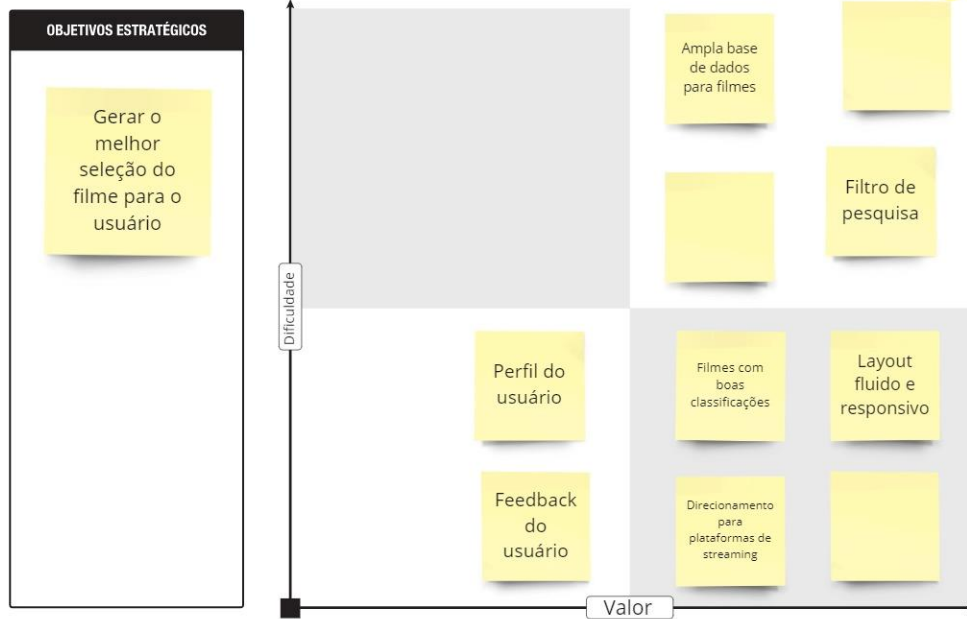 OBJETIVOS ESTRATÉGICOS
Gerar o
melhor
seleção do
filme para o
usuário
Dificuldade
Ampla base
de dados
para filmes
Filtro de
pesquisa
Perfil do
usuário
Filmes com
boas
classificações
Layout
fluido e
responsivo
Feedback
do
usuário
Direcionamento
para
plataformas de
streaming
Valor